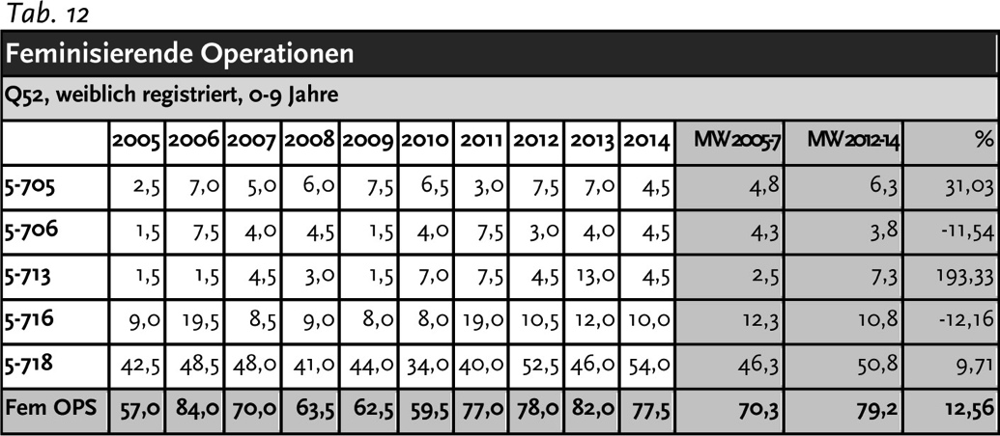 Tab. 12
Feminisierende Operationen
Q52, weiblich registriert, 0-9 Jahre
2005 2006 2007 2008 2009 2010 2011 2012 2013 2014 MW2005-7 MW2012-14 %
5-705 2,5 7,0 5,0 6,0 7,5 6,5 3,0 7,5 7,0 4,5 4,8 6,3 31,03
5-706 1,5 7,5 4,0 4,5 1,5 4,0 7,5 3,0 4,0 4,5 4,3 3,8 -11,54
5-713 1,5 1,5 4,5 3,0 1,5 7,0 7,5 4,5 13,0 4,5 2,5 7,3 193,33
5-716 9,0 19,5 8,5 9,0 8,0 8,0 19,0 10,5 12,0 10,0 12,3 10,8 -12,16
5-718 42,5 48,5 48,0 41,0 44,0 34,0 40,0 52,5 46,0 54,0 46,3 50,8 9,71
Fem OPS 57,0 84,0 70,0 63,5 62,5 59,5 77,0 78,0 82,0 77,5 70,3 79,2 12,56